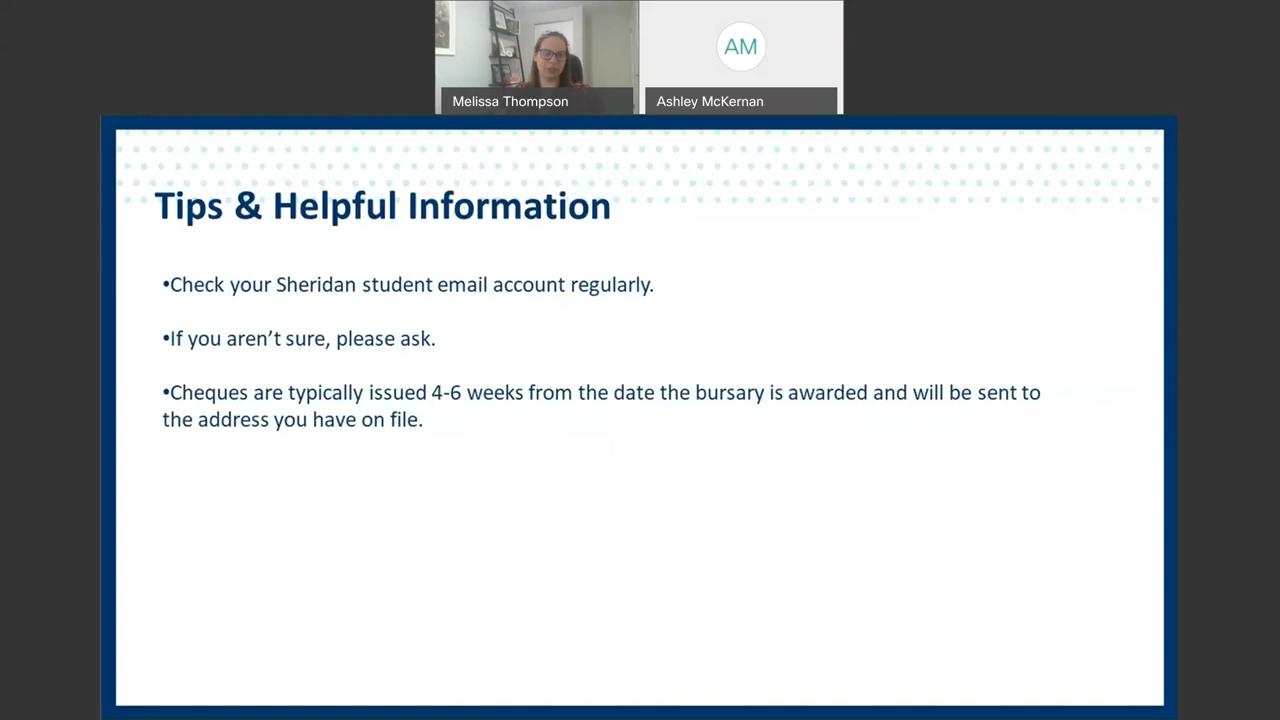 AM
Melissa Thompson
Ashley McKernan
Tips & Helpful Information
•Check your Sheridan student email account regularly.
•If you aren’t sure, please ask.
•Cheques are typically issued 4-6 weeks from the date the bursary is awarded and will be sent to
the address you have on file.